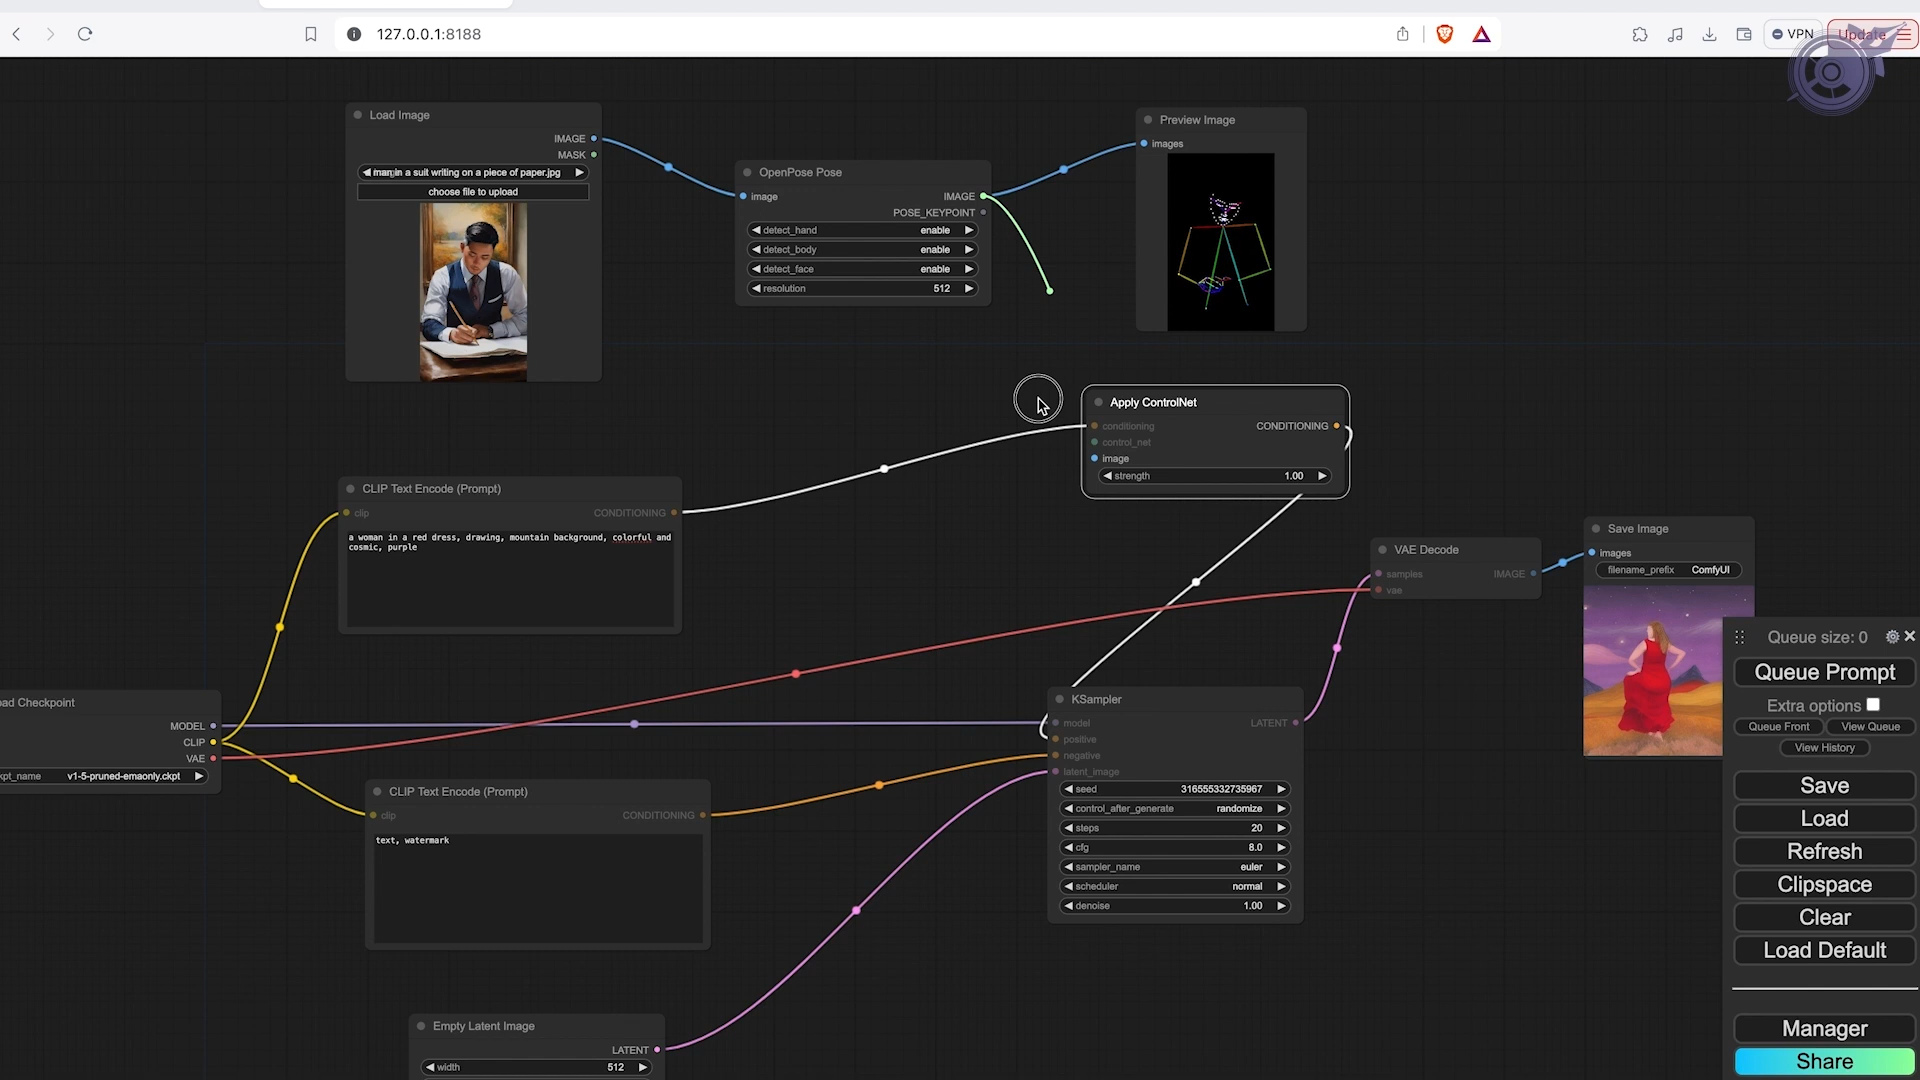 127.0.0.1:8188
VPN
Update
Load Image
IMAGE
MASK
man in a suit writing on a piece of paper.jpg
choose file to upload
OpenPose Pose
image
IMAGE
POSE_KEYPOINT
detect_hand enable
detect_body enable
detect_face enable
resolution 512
Preview Image
images
Apply ControlNet
conditioning
CONDITIONING
control_net
image
strength 1.00
CLIP Text Encode (Prompt)
clip
CONDITIONING
a woman in a red dress, drawing, mountain background, colorful and
cosmic, purple
VAE Decode
samples
IMAGE
vae
Save Image
images
filename_prefix ComfyUI
oad Checkpoint
MODEL
CLIP
VAE
kpt_name v1-5-pruned-emaonly.ckpt
CLIP Text Encode (Prompt)
clip
CONDITIONING
text, watermark
KSampler
model
LATENT
positive
negative
latent_image
seed 316555332735967
control_after_generate randomize
steps 20
cfg 8.0
sampler_name euler
scheduler normal
denoise 1.00
Empty Latent Image
LATENT
width 512
Queue size: 0
Queue Prompt
Extra options
Queue Front
View Queue
View History
Save
Load
Refresh
Clipspace
Clear
Load Default
Manager
Share